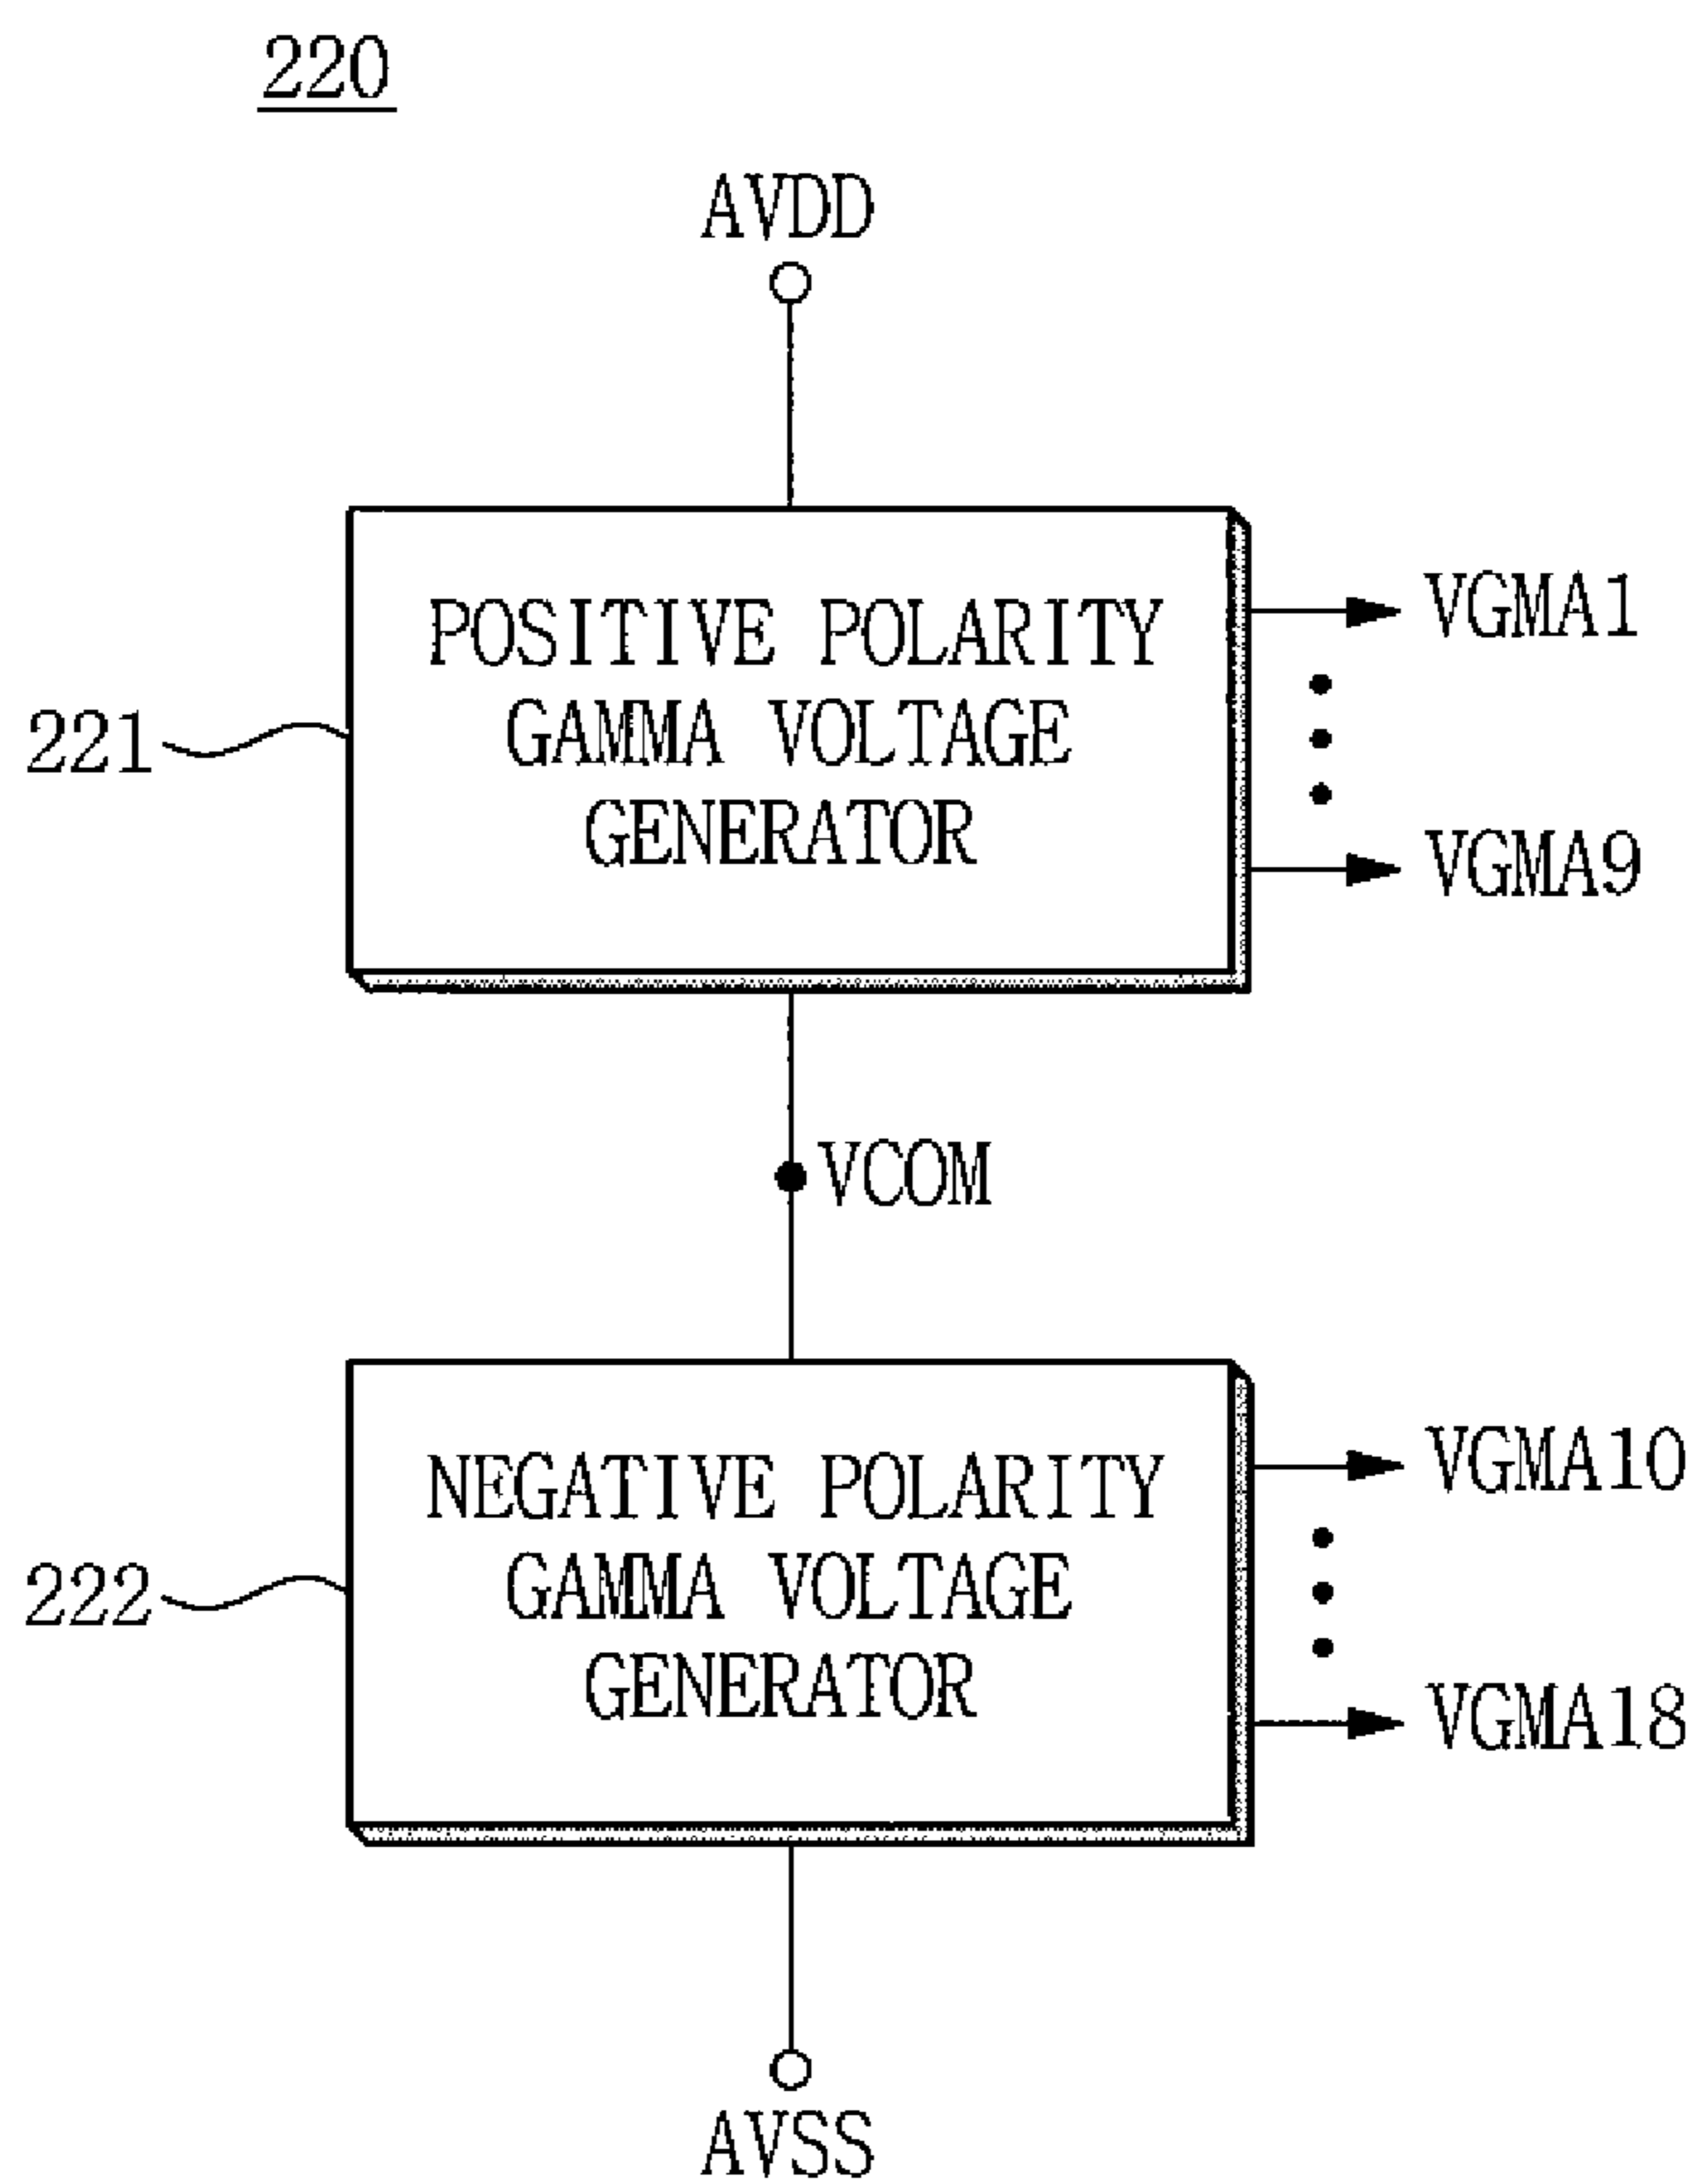 220
AVDD
POSITIVE POLARITY
GAMMA VOLTAGE
GENERATOR
221
VGMA1
VGMA9
VCOM
NEGATIVE POLARITY
GAMMA VOLTAGE
GENERATOR
222
VGMA10
VGMA18
AVSS